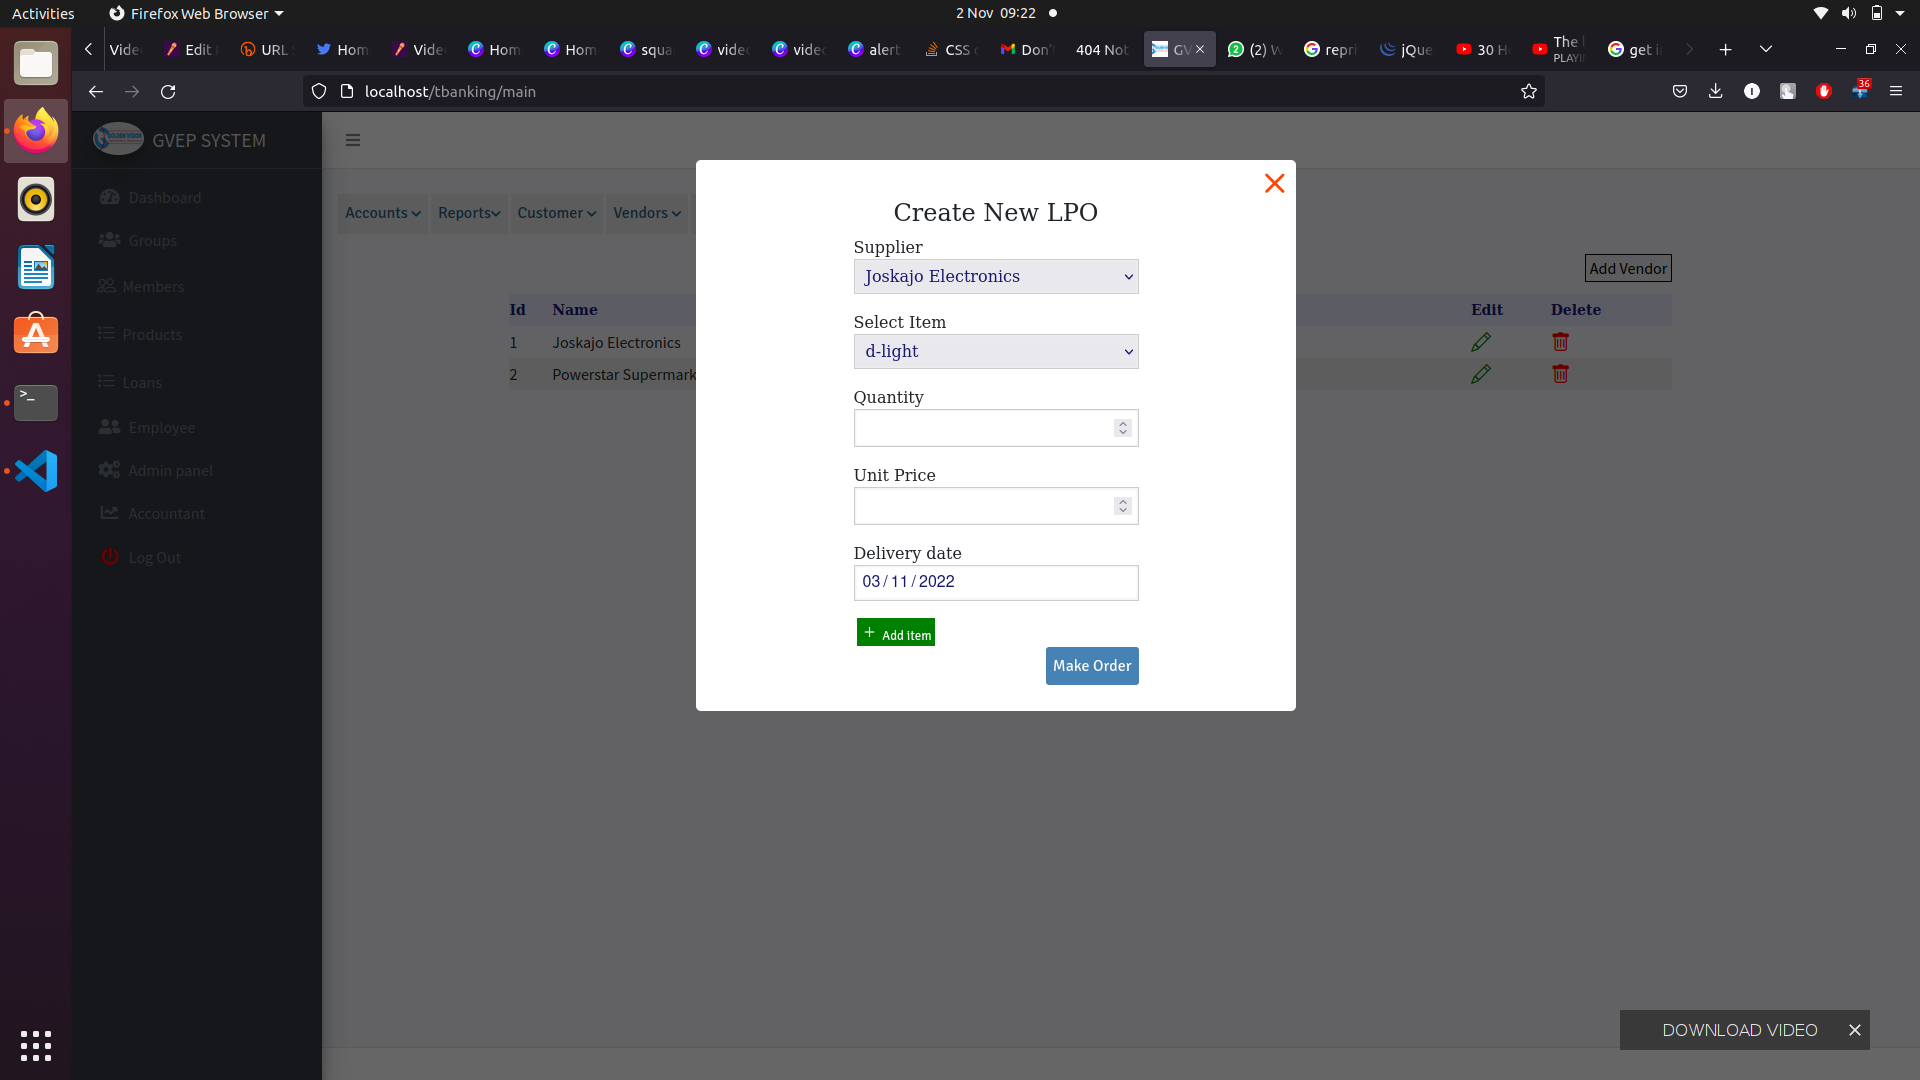 Activities
Firefox Web Browser
2 Nov 09:22
Vide
Edit
URL
Hom
Vide
Hom
Hom
squa
vide
vide
alert
CSS
Don'
404 Not
GV
(2) W
repri
jQue
30 H
The
PLAYI
get i
localhost/tbanking/main
36
GVEP SYSTEM
Dashboard
Groups
Members
Products
Loans
Employee
Admin panel
Accountant
Log Out
Accounts
Reports
Customer
Vendors
Add Vendor
Id Name Edit Delete
1 Joskajo Electronics
2 Powerstar Supermark
Create New LPO
Supplier
Joskajo Electronics
Select Item
d-light
Quantity
Unit Price
Delivery date
03/11/2022
+ Add item
Make Order
DOWNLOAD VIDEO